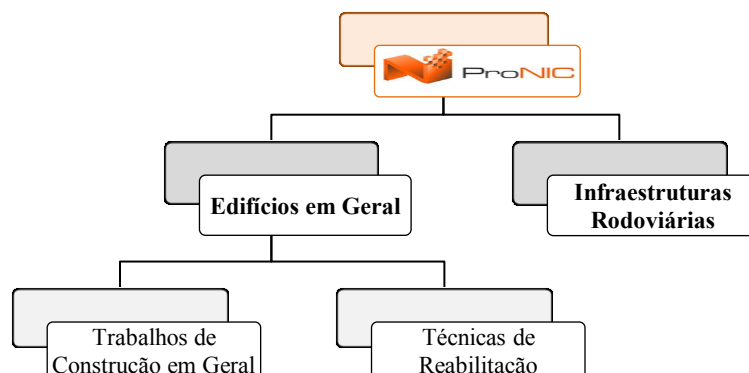 ProNIC
Edifícios em Geral
Infraestruturas
Rodoviárias
Trabalhos de
Construção em Geral
Técnicas de
Reabilitação